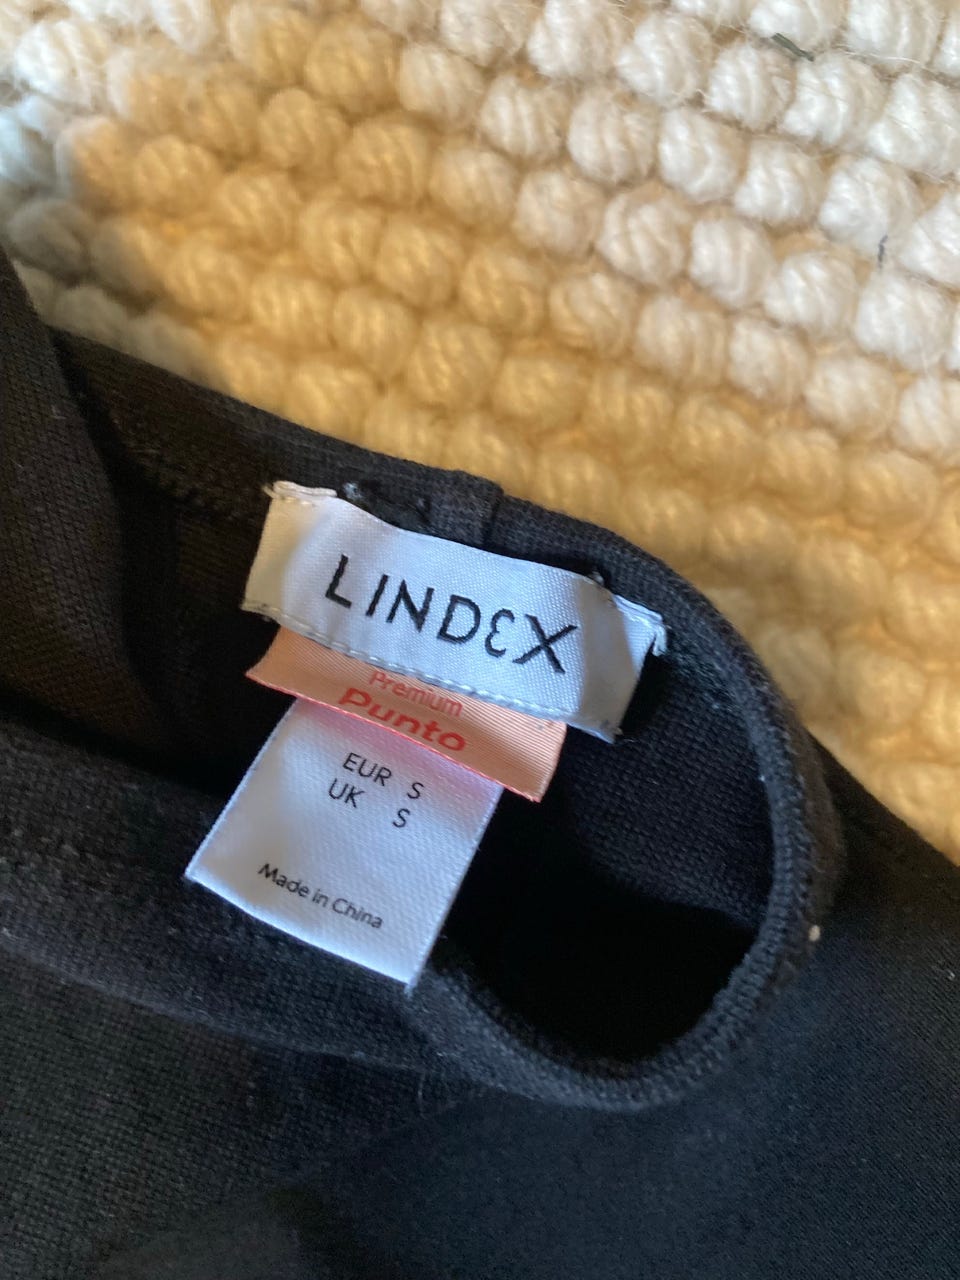 LINDEX
Premium
Punto
EUR S
UK S
Made in China